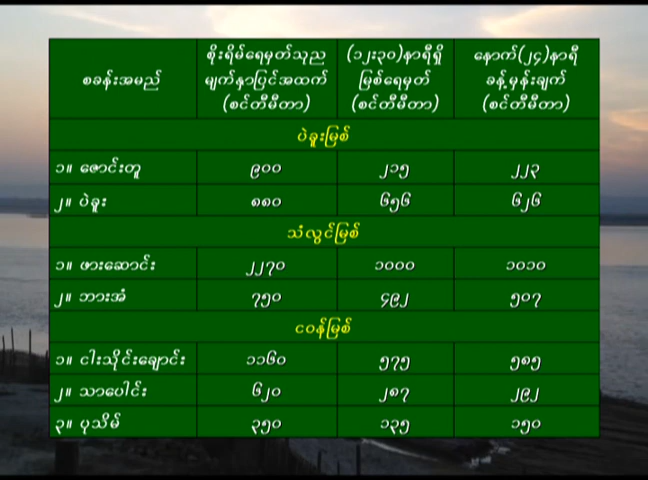 စခန်းအမည်
စိုးရိမ်ရေမှတ်သုည
မျက်နှာပြင်အထက်
(စင်တီမီတာ)
(၁၂း၃၀)နာရီရှိ
မြစ်ရေမှတ်
(စင်တီမီတာ)
နောက်(၂၄)နာရီ
ခန့်မှန်းချက်
(စင်တီမီတာ)
ပဲခူးမြစ်
၁။ ဇောင်းတူ ၉၀၀ ၂၁၅ ၂၂၃
၂။ ပဲခူး ၈၈၀ ၆၅၆ ၆၂၆
သံလွင်မြစ်
၁။ ဖားဆောင်း ၂၂၇၀ ၁၀၀၀ ၁၀၁၀
၂။ ဘားအံ ၇၅၀ ၄၉၂ ၅၀၇
ငဝန်မြစ်
၁။ ငါးသိုင်းချောင်း ၁၁၆၀ ၅၇၅ ၅၈၅
၂။ သာပေါင်း ၆၂၀ ၂၈၇ ၂၉၂
၃။ ပုသိမ် ၃၅၀ ၁၃၅ ၁၅၀